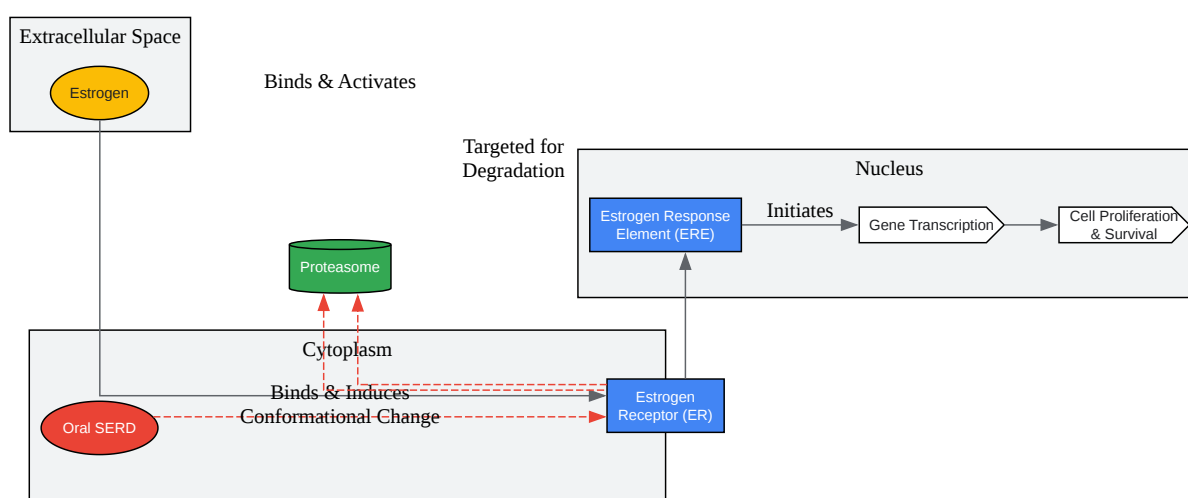 Extracellular Space
Estrogen
Binds & Activates
Targeted for
Degradation
Nucleus
Estrogen Response
Element (ERE)
Initiates
Gene Transcription
Cell Proliferation
& Survival
Proteasome
Cytoplasm
Binds & Induces
Conformational Change
Oral SERD
Estrogen
Receptor (ER)